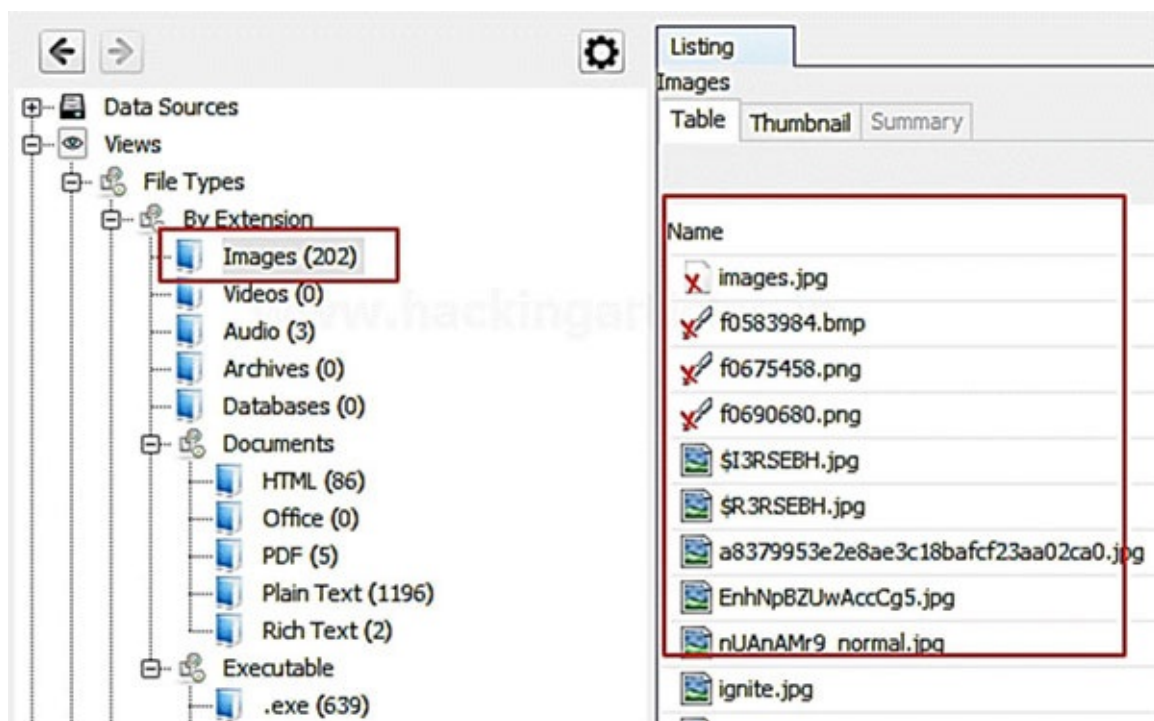 Data Sources
Views
File Types
By Extension
Images (202)
Videos (0)
Audio (3)
Archives (0)
Databases (0)
Documents
HTML (86)
Office (0)
PDF (5)
Plain Text (1196)
Rich Text (2)
Executable
.exe (639)
Listing
Images
Table Thumbnail Summary
Name
images.jpg
f0583984.bmp
f0675458.png
f0690680.png
$I3RSEBH.jpg
$R3RSEBH.jpg
a8379953e2e8ae3c18bafcf23aa02ca0.jpg
EnhNpBZUwAccCg5.jpg
nUAnAMr9_normal.jpg
ignite.jpg